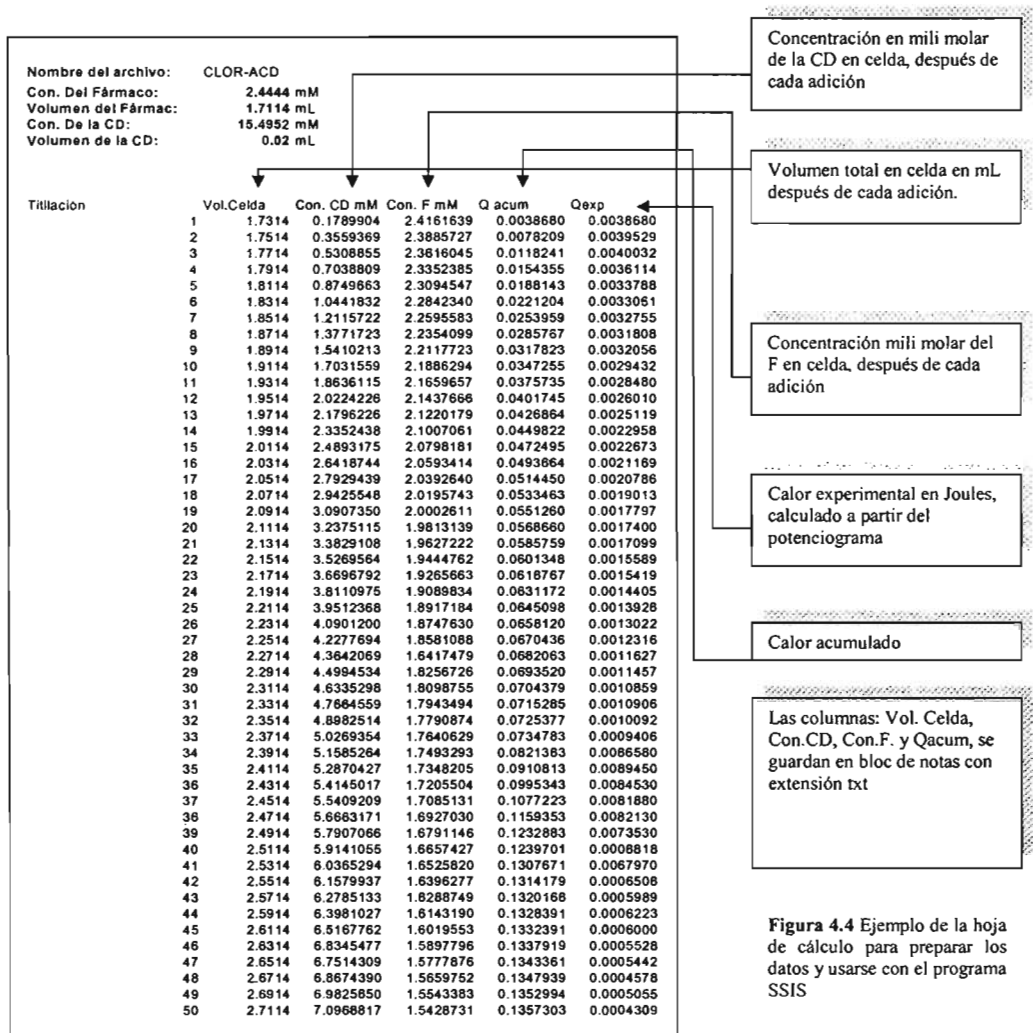 Nombre del archivo: CLOR-ACD
Con. Del Fármaco: 2.4444 mM
Volumen del Fármac: 1.7114 mL
Con. De la CD: 15.4952 mM
Volumen de la CD: 0.02 mL
Titilación Vol.Celda Con. CD mM Con. F mM Q acum Qexp
1 1.7314 0.1789904 2.4161639 0.0038680 0.0038680
2 1.7514 0.3559369 2.3885727 0.0078209 0.0039529
3 1.7714 0.5308855 2.3616045 0.0118241 0.0040032
4 1.7914 0.7038809 2.3352385 0.0154355 0.0036114
5 1.8114 0.8749663 2.3094547 0.0188143 0.0033788
6 1.8314 1.0441832 2.2842340 0.0221204 0.0033061
7 1.8514 1.2115722 2.2595583 0.0253959 0.0032755
8 1.8714 1.3771723 2.2354099 0.0285767 0.0031808
9 1.8914 1.5410213 2.2117723 0.0317823 0.0032056
10 1.9114 1.7031559 2.1886294 0.0347255 0.0029432
11 1.9314 1.8636115 2.1659657 0.0375735 0.0028480
12 1.9514 2.0224226 2.1437666 0.0401745 0.0026010
13 1.9714 2.1796226 2.1220179 0.0426864 0.0025119
14 1.9914 2.3352438 2.1007061 0.0449822 0.0022958
15 2.0114 2.4893175 2.0798181 0.0472495 0.0022673
16 2.0314 2.6418744 2.0593414 0.0493664 0.0021169
17 2.0514 2.7929439 2.0392640 0.0514450 0.0020786
18 2.0714 2.9425548 2.0195743 0.0533463 0.0019013
19 2.0914 3.0907350 2.0002611 0.0551260 0.0017797
20 2.1114 3.2375115 1.9813139 0.0568660 0.0017400
21 2.1314 3.3829108 1.9627222 0.0585759 0.0017099
22 2.1514 3.5269564 1.9444762 0.0601348 0.0015589
23 2.1714 3.6696792 1.9265663 0.0616767 0.0015419
24 2.1914 3.8110975 1.9089834 0.0631172 0.0014405
25 2.2114 3.9512368 1.8917184 0.0645098 0.0013926
26 2.2314 4.0901200 1.8747630 0.0658120 0.0013022
27 2.2514 4.2277694 1.8581088 0.0670436 0.0012316
28 2.2714 4.3642069 1.6417479 0.0682063 0.0011627
29 2.2914 4.4994534 1.8256726 0.0693520 0.0011457
30 2.3114 4.6335298 1.8098755 0.0704379 0.0010859
31 2.3314 4.7664559 1.7943494 0.0715285 0.0010906
32 2.3514 4.8982514 1.7790874 0.0725377 0.0010092
33 2.3714 5.0269354 1.7640629 0.0734783 0.0009406
34 2.3914 5.1585264 1.7493293 0.0821383 0.0086580
35 2.4114 5.2870427 1.7348205 0.0910813 0.0089450
36 2.4314 5.4145017 1.7205504 0.0995343 0.0084530
37 2.4514 5.5409209 1.7085131 0.1077223 0.0081880
36 2.4714 5.6663171 1.6927030 0.1159353 0.0082130
39 2.4914 5.7907066 1.6791146 0.1232883 0.0073530
40 2.5114 5.9141055 1.6657427 0.1239701 0.0008818
41 2.5314 6.0365294 1.6525820 0.1307671 0.0067970
42 2.5514 6.1579937 1.6396277 0.1314179 0.0006508
43 2.5714 6.2785133 1.6288749 0.1320168 0.0005989
44 2.5914 6.3981027 1.6143190 0.1328391 0.0006223
45 2.6114 6.5167762 1.6019553 0.1332391 0.0006000
46 2.6314 6.8345477 1.5897796 0.1337919 0.0005528
47 2.6514 6.7514309 1.5777876 0.1343361 0.0005442
48 2.6714 6.8674390 1.5659752 0.1347939 0.0004578
49 2.6914 6.9825850 1.5543383 0.1352994 0.0005055
50 2.7114 7.0968817 1.5428731 0.1357303 0.0004309
Concentración en mili molar
de la CD en celda, después de
cada adición
Volumen total en celda en mL
después de cada adición.
Concentración mili molar del
F en celda, después de cada
adición
Calor experimental en Joules,
calculado a partir del
potenciograma
Calor acumulado
Las columnas: Vol. Celda,
Con.CD, Con.F. y Qacum, se
guardan en bloc de notas con
extensión txt
Figura 4.4 Ejemplo de la hoja
de cálculo para preparar los
datos y usarse con el programa
SSIS